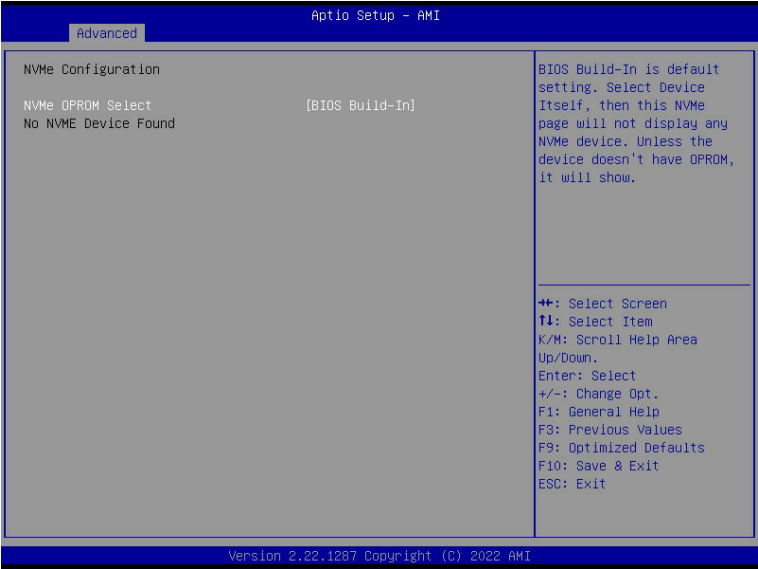 Aptio Setup - AMI
Advanced
NVMe Configuration
NVMe OPROM Select [BIOS Build-In]
No NVME Device Found
BIOS Build-In is default
setting. Select Device
Itself, then this NVMe
page will not display any
NVMe device. Unless the
device doesn't have OPROM,
it will show.
→←: Select Screen
↑↓: Select Item
K/M: Scroll Help Area
Up/Down.
Enter: Select
+/-: Change Opt.
F1: General Help
F3: Previous Values
F9: Optimized Defaults
F10: Save & Exit
ESC: Exit
Version 2.22.1287 Copyright (C) 2022 AMI